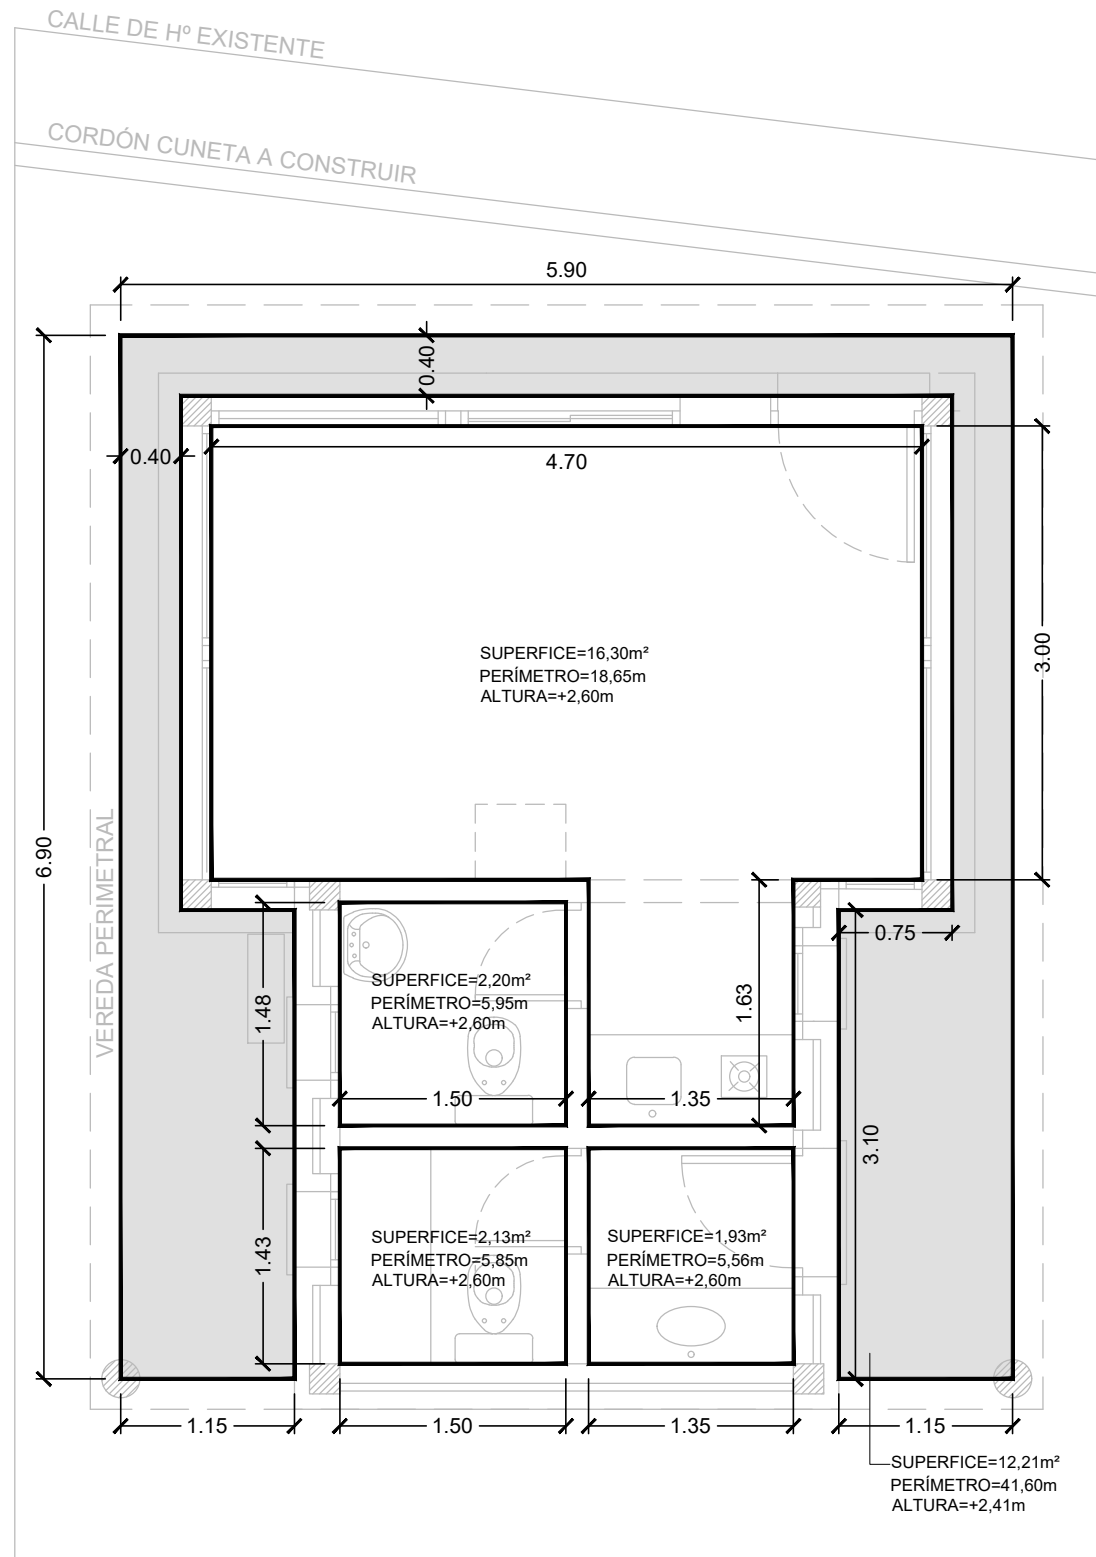 CALLE DE Hº EXISTENTE
CORDÓN CUNETA A CONSTRUIR
5.90
0.40
0.40
4.70
3.00
SUPERFICE=16,30m²
PERÍMETRO=18,65m
ALTURA=+2,60m
6.90
VEREDA PERIMETRAL
0.75
SUPERFICE=2,20m²
PERÍMETRO=5,95m
ALTURA=+2,60m
1.48
1.63
1.50
1.35
3.10
SUPERFICE=2,13m²
PERÍMETRO=5,85m
ALTURA=+2,60m
SUPERFICE=1,93m²
PERÍMETRO=5,56m
ALTURA=+2,60m
1.43
1.15
1.50
1.35
1.15
SUPERFICE=12,21m²
PERÍMETRO=41,60m
ALTURA=+2,41m